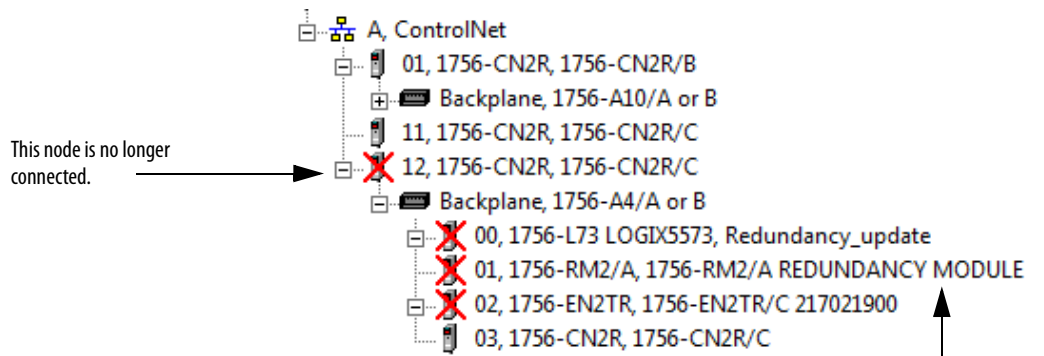 A, ControlNet
01, 1756-CN2R, 1756-CN2R/B
Backplane, 1756-A10/A or B
11, 1756-CN2R, 1756-CN2R/C
This node is no longer
connected.
12, 1756-CN2R, 1756-CN2R/C
Backplane, 1756-A4/A or B
00, 1756-L73 LOGIX5573, Redundancy_update
01, 1756-RM2/A, 1756-RM2/A REDUNDANCY MODULE
02, 1756-EN2TR, 1756-EN2TR/C 217021900
03, 1756-CN2R, 1756-CN2R/C